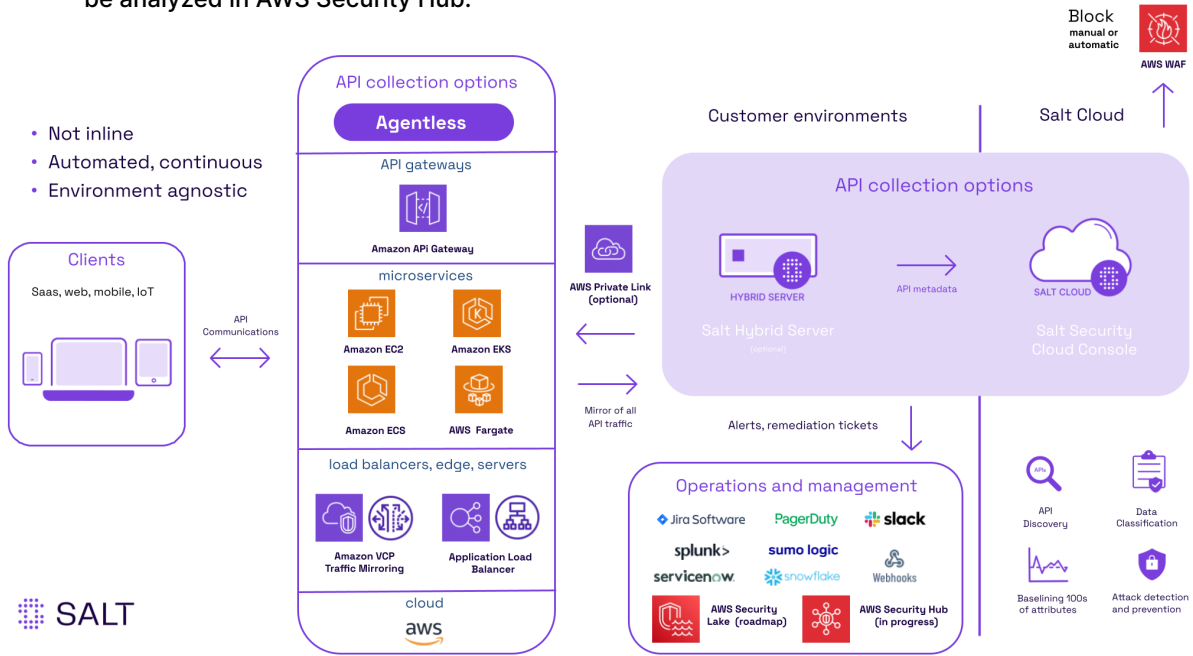 be analyzed in AWS Security Hub.
Block
manual or
automatic
AWS WAF
• Not inline
• Automated, continuous
• Environment agnostic
Clients
Saas, web, mobile, IoT
API
Communications
API collection options
Agentless
API gateways
Amazon APi Gateway
microservices
Amazon EC2
Amazon EKS
Amazon ECS
AWS Fargate
load balancers, edge, servers
Amazon VCP
Traffic Mirroring
Application Load
Balancer
cloud
aws
AWS Private Link
(optional)
Mirror of all
API traffic
Customer environments
Salt Cloud
API collection options
HYBRID SERVER
Salt Hybrid Server
(optional)
API metadata
SALT CLOUD
Salt Security
Cloud Console
Alerts, remediation tickets
Operations and management
Jira Software
PagerDuty
slack
splunk>
sumo logic
servicenow.
snowflake
Webhooks
AWS Security
Lake (roadmap)
AWS Security Hub
(in progress)
APIs
API
Discovery
Data
Classification
Baselining 100s
of attributes
Attack detection
and prevention
SALT